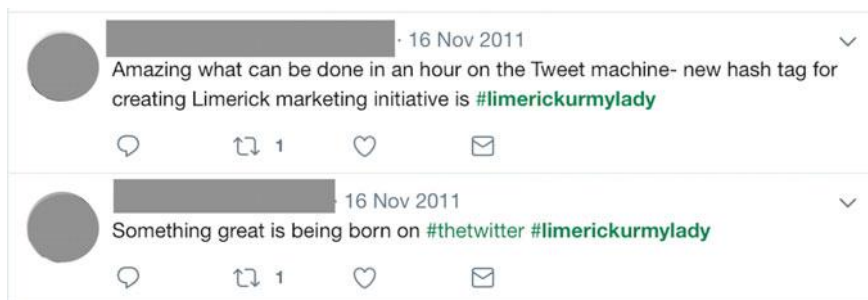 · 16 Nov 2011
Amazing what can be done in an hour on the Tweet machine- new hash tag for
creating Limerick marketing initiative is #limerickurmylady
1
16 Nov 2011
Something great is being born on #thetwitter #limerickurmylady
1